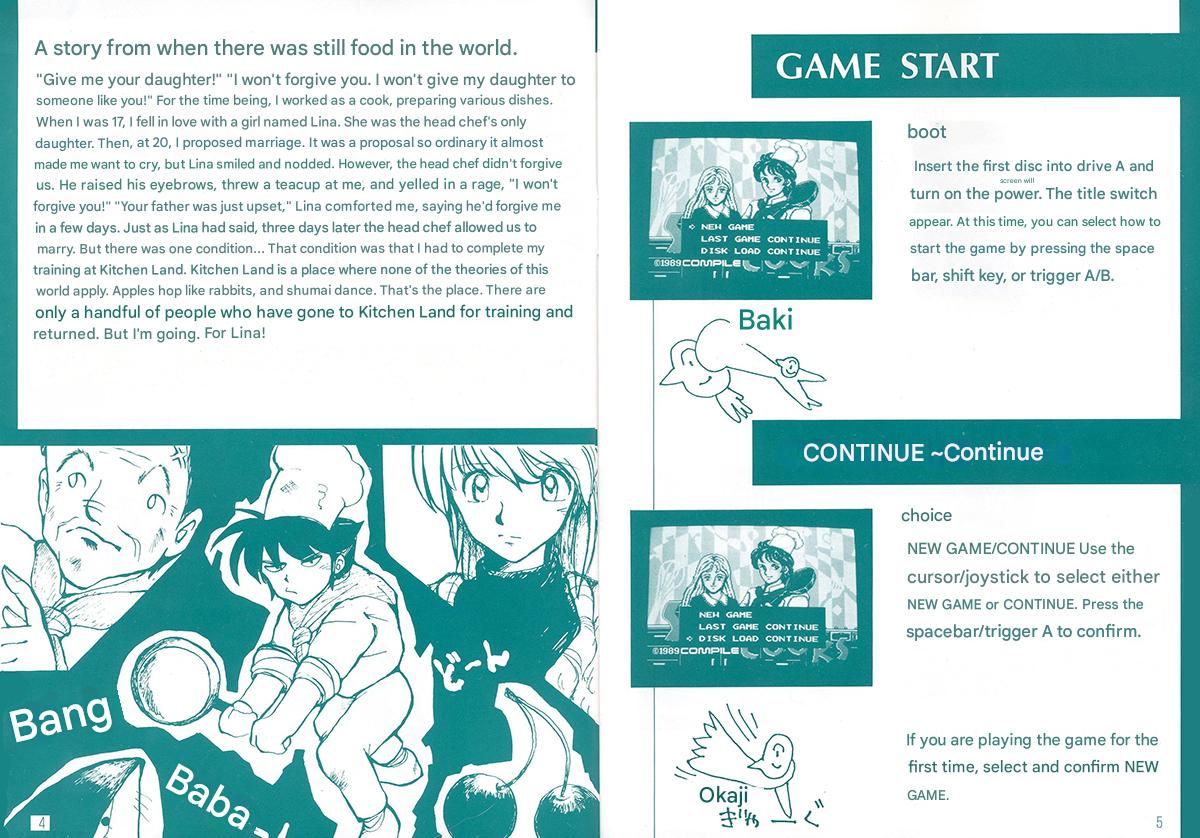 A story from when there was still food in the world.
"Give me your daughter!" "I won't forgive you. I won't give my daughter to
someone like you!" For the time being, I worked as a cook, preparing various dishes.
When I was 17, I fell in love with a girl named Lina. She was the head chef's only
daughter. Then, at 20, I proposed marriage. It was a proposal so ordinary it almost
made me want to cry, but Lina smiled and nodded. However, the head chef didn't forgive
us. He raised his eyebrows, threw a teacup at me, and yelled in a rage, "I won't
forgive you!" "Your father was just upset," Lina comforted me, saying he'd forgive me
in a few days. Just as Lina had said, three days later the head chef allowed us to
marry. But there was one condition... That condition was that I had to complete my
training at Kitchen Land. Kitchen Land is a place where none of the theories of this
world apply. Apples hop like rabbits, and shumai dance. That's the place. There are
only a handful of people who have gone to Kitchen Land for training and
returned. But I'm going. For Lina!
どーん
Bang
Baba
4
GAME START
NEW GAME
LAST GAME CONTINUE
DISK LOAD CONTINUE
©1989 COMPILE
boot
Insert the first disc into drive A and
screen will
turn on the power. The title switch
appear. At this time, you can select how to
start the game by pressing the space
bar, shift key, or trigger A/B.
Baki
CONTINUE ~Continue
NEW GAME
LAST GAME CONTINUE
DISK LOAD CONTINUE
©1989 COMPILE
choice
NEW GAME/CONTINUE Use the
cursor/joystick to select either
NEW GAME or CONTINUE. Press the
spacebar/trigger A to confirm.
If you are playing the game for the
first time, select and confirm NEW
GAME.
Okaji
5